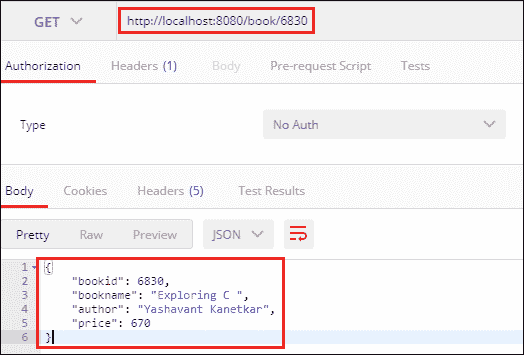 GET http://localhost:8080/book/6830
Authorization Headers (1) Body Pre-request Script Tests
Type No Auth
Body Cookies Headers (5) Test Results
Pretty Raw Preview JSON
1 {
2 "bookid": 6830,
3 "bookname": "Exploring C ",
4 "author": "Yashavant Kanetkar",
5 "price": 670
6 }